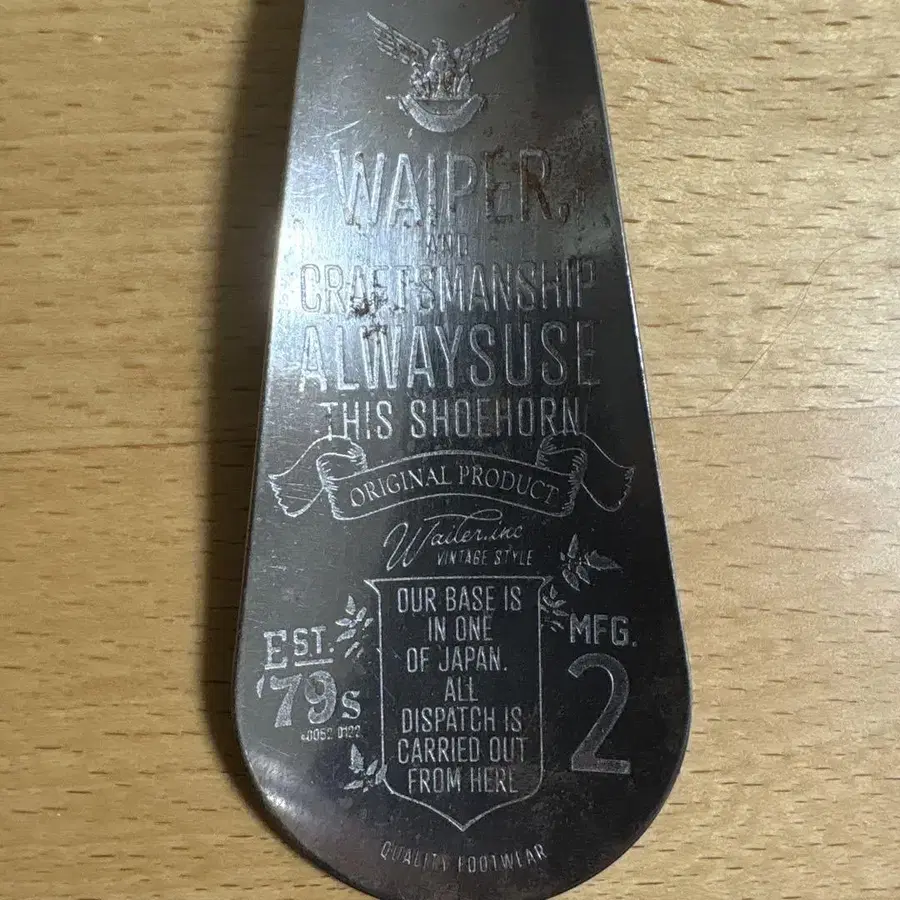 WAIPER,
AND
CRAFTSMANSHIP
ALWAYSUSE
THIS SHOEHORN
ORIGINAL PRODUCT
Waiter.inc
VINTAGE STYLE
EST.
'79s
OUR BASE IS
IN ONE
OF JAPAN.
ALL
DISPATCH IS
CARRIED OUT
FROM HERE
MFG.
2
QUALITY FOOTWEAR